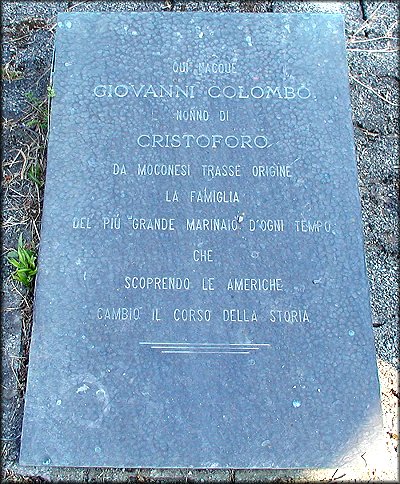 QUI NACQUE
GIOVANNI COLOMBO
NONNO DI
CRISTOFORO
DA MOCONESI TRASSE ORIGINE
LA FAMIGLIA
DEL PIÙ "GRANDE MARINAIO" D'OGNI TEMPO
CHE
SCOPRENDO LE AMERICHE
CAMBIÒ IL CORSO DELLA STORIA